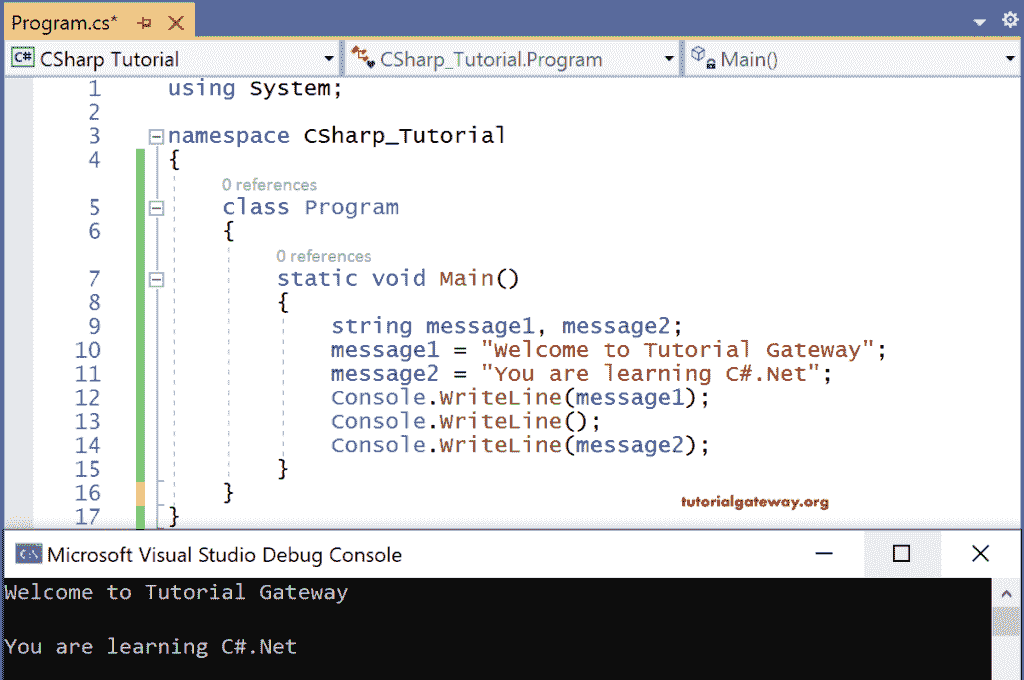 Program.cs*
C# CSharp Tutorial CSharp_Tutorial.Program Main()
1 using System;
2
3 namespace CSharp_Tutorial
4 {
0 references
5 class Program
6 {
0 references
7 static void Main()
8 {
9 string message1, message2;
10 message1 = "Welcome to Tutorial Gateway";
11 message2 = "You are learning C#.Net";
12 Console.WriteLine(message1);
13 Console.WriteLine();
14 Console.WriteLine(message2);
15 }
16 }
tutorialgateway.org
17 }
C:\ Microsoft Visual Studio Debug Console
Welcome to Tutorial Gateway
You are learning C#.Net